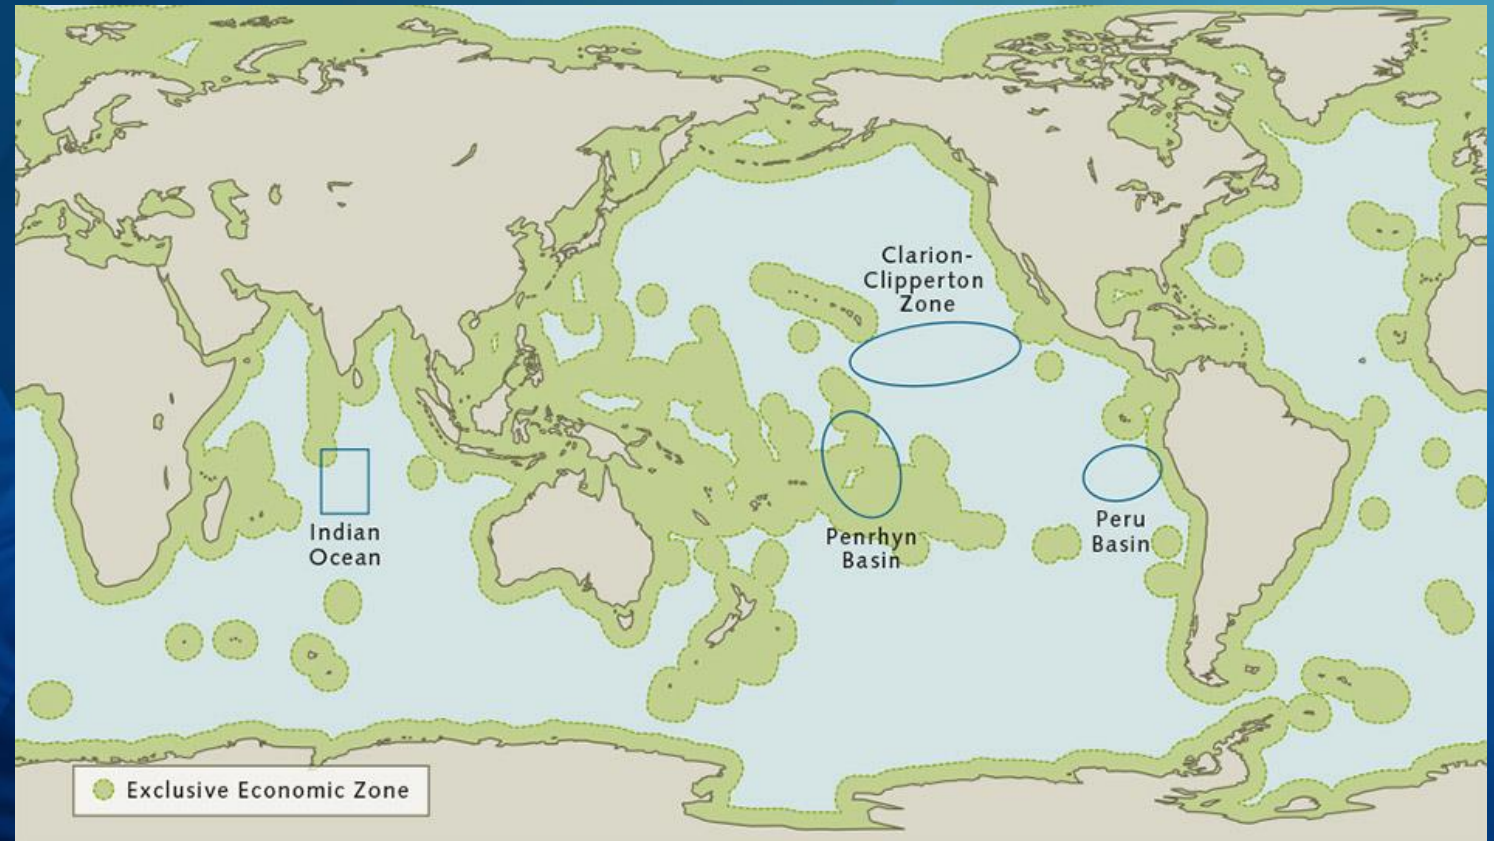 Clarion-
Clipperton
Zone
Indian
Ocean
Penrhyn
Basin
Peru
Basin
Exclusive Economic Zone